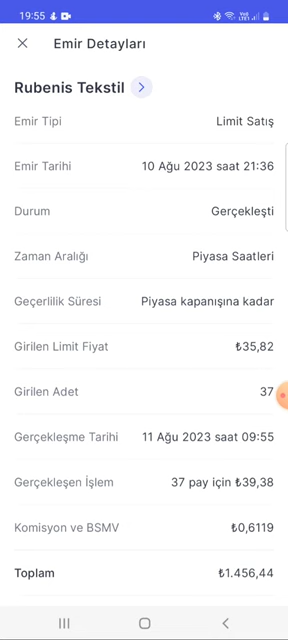 19:55
Emir Detayları
Rubenis Tekstil
Emir Tipi Limit Satış
Emir Tarihi 10 Ağu 2023 saat 21:36
Durum Gerçekleşti
Zaman Aralığı Piyasa Saatleri
Geçerlilik Süresi Piyasa kapanışına kadar
Girilen Limit Fiyat ₺35,82
Girilen Adet 37
Gerçekleşme Tarihi 11 Ağu 2023 saat 09:55
Gerçekleşen İşlem 37 pay için ₺39,38
Komisyon ve BSMV ₺0,6119
Toplam ₺1.456,44